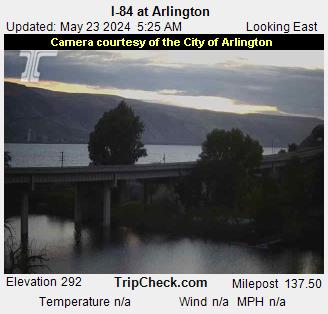 I-84 at Arlington
Updated: May 23 2024 5:25 AM Looking East
Camera courtesy of the City of Arlington
Elevation 292 TripCheck.com Milepost 137.50
Temperature n/a Wind n/a MPH n/a